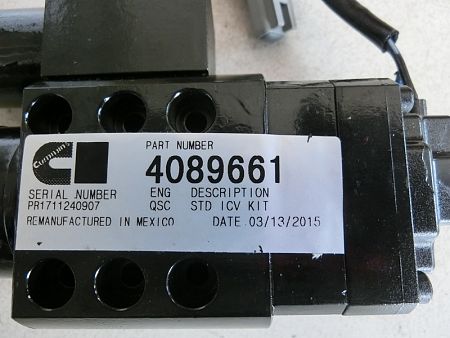 PART NUMBER
Cummins 4089661
SERIAL NUMBER ENG DESCRIPTION
PR1711240907 QSC STD ICV KIT
REMANUFACTURED IN MEXICO DATE 03/13/2015